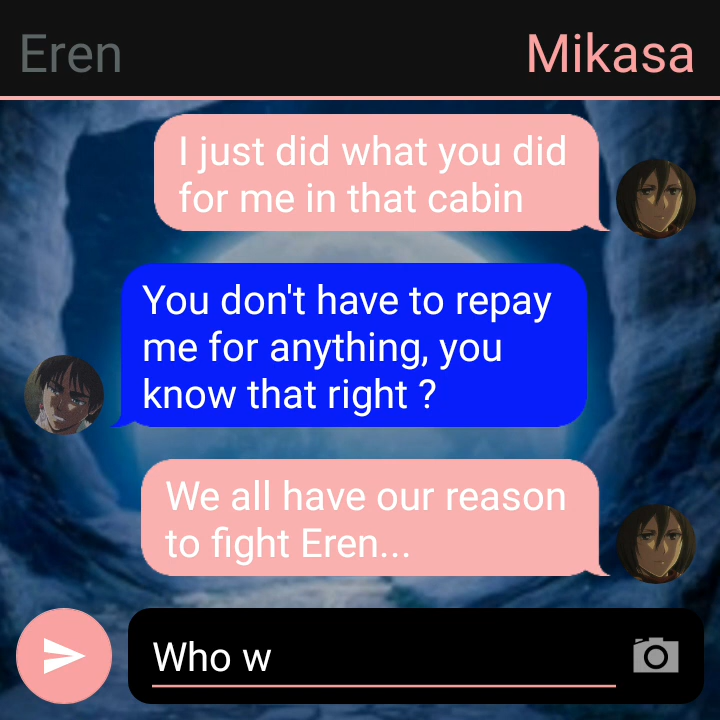 Eren
Mikasa
I just did what you did
for me in that cabin
You don't have to repay
me for anything, you
know that right ?
We all have our reason
to fight Eren...
Who w